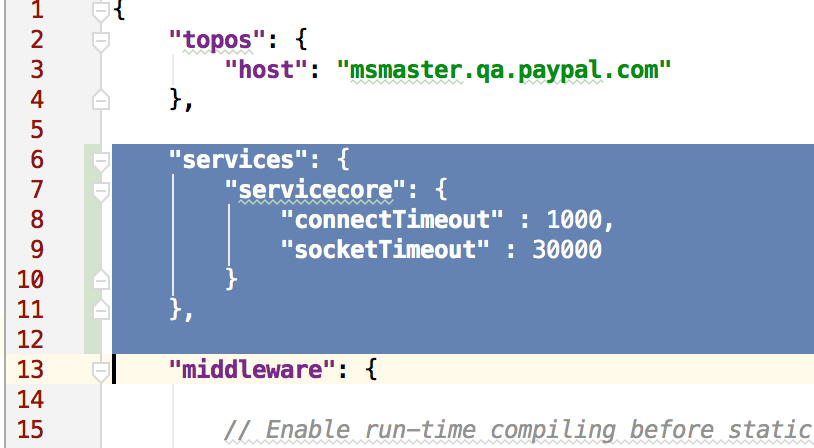 1 {
2 "topos": {
3 "host": "msmaster.qa.paypal.com"
4 },
5
6 "services": {
7 "servicecore": {
8 "connectTimeout" : 1000,
9 "socketTimeout" : 30000
10 }
11 },
12
13 "middleware": {
14
15 // Enable run-time compiling before static